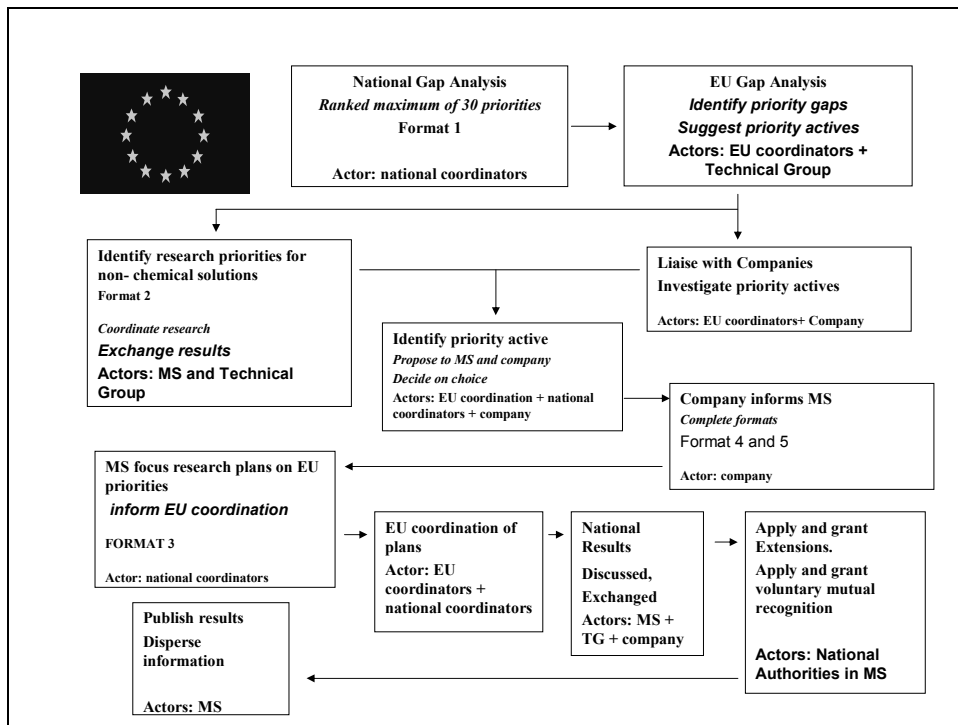 National Gap Analysis
Ranked maximum of 30 priorities
Format 1
Actor: national coordinators
EU Gap Analysis
Identify priority gaps
Suggest priority actives
Actors: EU coordinators +
Technical Group
Identify research priorities for
non- chemical solutions
Format 2
Coordinate research
Exchange results
Actors: MS and Technical
Group
Liaise with Companies
Investigate priority actives
Actors: EU coordinators+ Company
Identify priority active
Propose to MS and company
Decide on choice
Actors: EU coordination + national
coordinators + company
Company informs MS
Complete formats
Format 4 and 5
Actor: company
MS focus research plans on EU
priorities
inform EU coordination
FORMAT 3
Actor: national coordinators
EU coordination of
plans
Actor: EU
coordinators +
national coordinators
National
Results
Discussed,
Exchanged
Actors: MS +
TG + company
Apply and grant
Extensions.
Apply and grant
voluntary mutual
recognition
Actors: National
Authorities in MS
Publish results
Disperse
information
Actors: MS